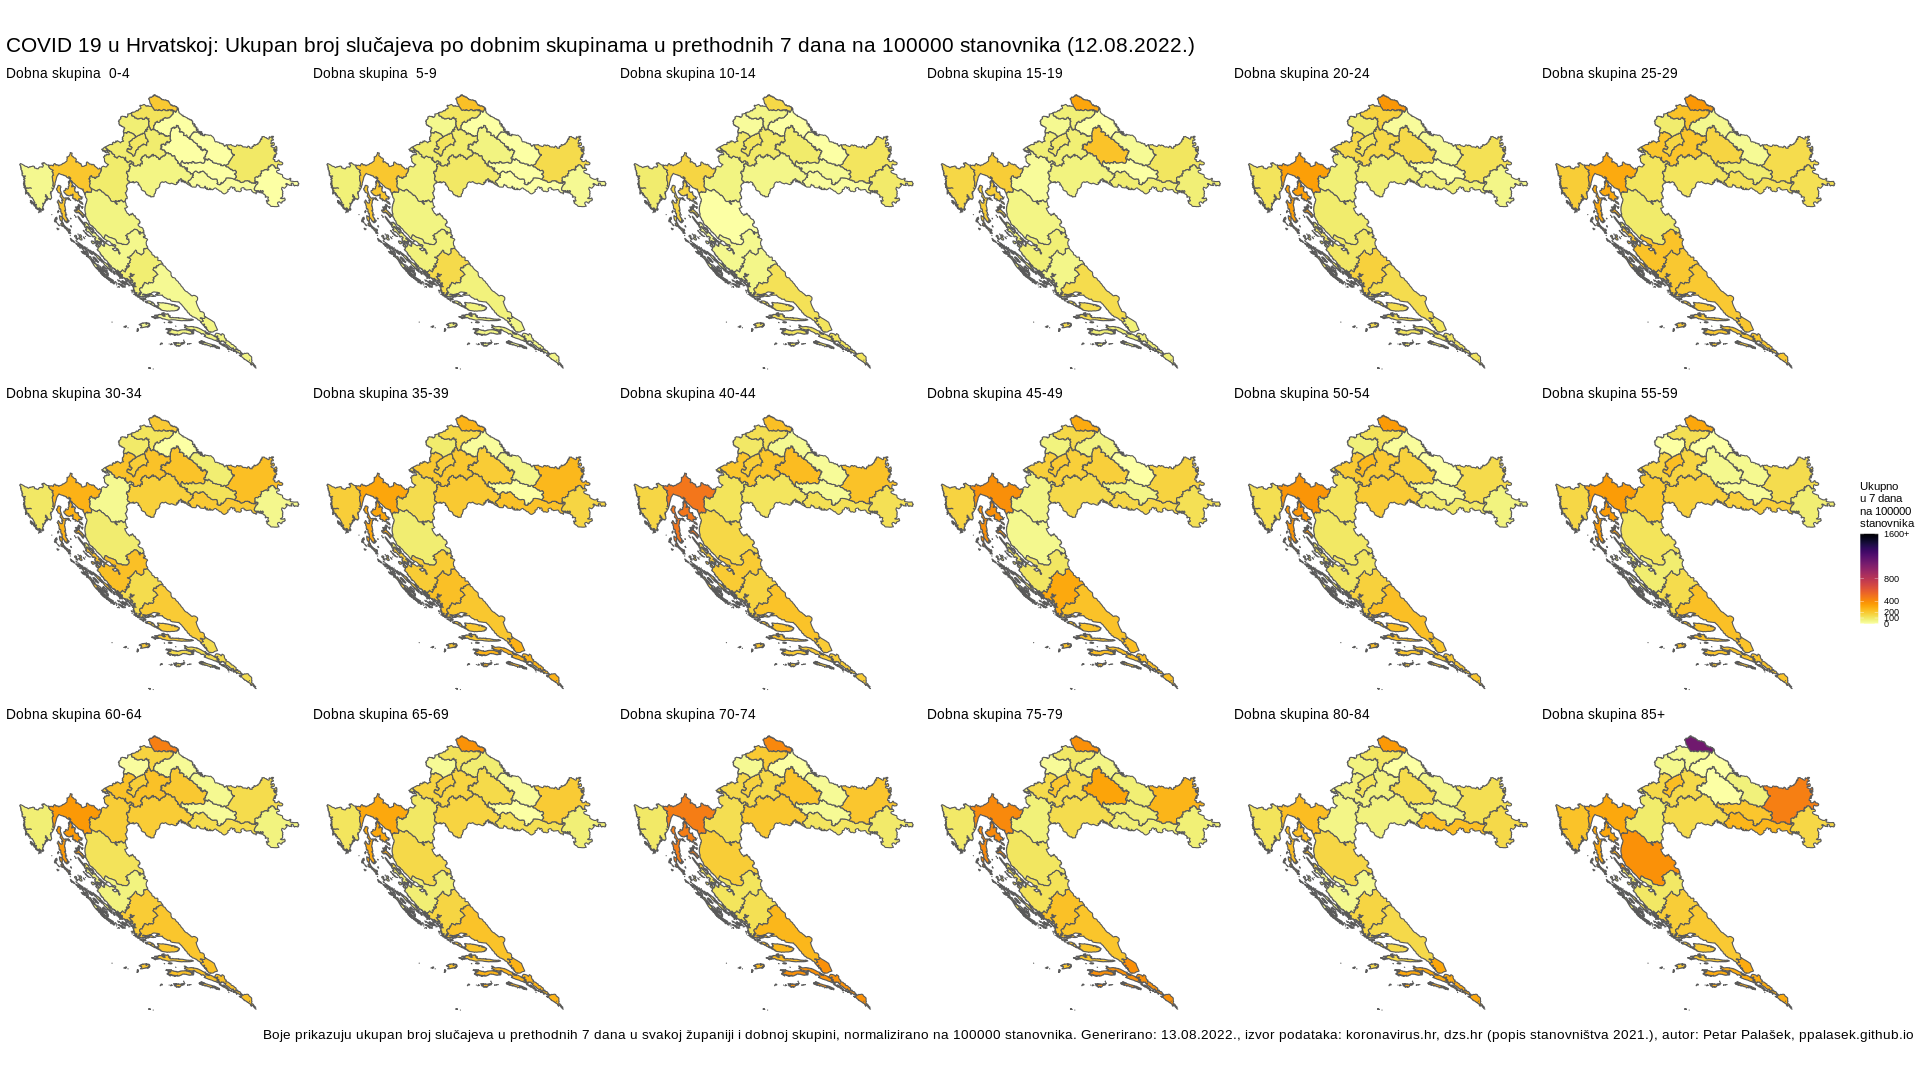 COVID 19 u Hrvatskoj: Ukupan broj slučajeva po dobnim skupinama u prethodnih 7 dana na 100000 stanovnika (12.08.2022.)
Dobna skupina  0-4
Dobna skupina  5-9
Dobna skupina 10-14
Dobna skupina 15-19
Dobna skupina 20-24
Dobna skupina 25-29
Dobna skupina 30-34
Dobna skupina 35-39
Dobna skupina 40-44
Dobna skupina 45-49
Dobna skupina 50-54
Dobna skupina 55-59
Ukupno
u 7 dana
na 100000
stanovnika
1600+
800
400
200
100
0
Dobna skupina 60-64
Dobna skupina 65-69
Dobna skupina 70-74
Dobna skupina 75-79
Dobna skupina 80-84
Dobna skupina 85+
Boje prikazuju ukupan broj slučajeva u prethodnih 7 dana u svakoj županiji i dobnoj skupini, normalizirano na 100000 stanovnika. Generirano: 13.08.2022., izvor podataka: koronavirus.hr, dzs.hr (popis stanovništva 2021.), autor: Petar Palašek, ppalasek.github.io